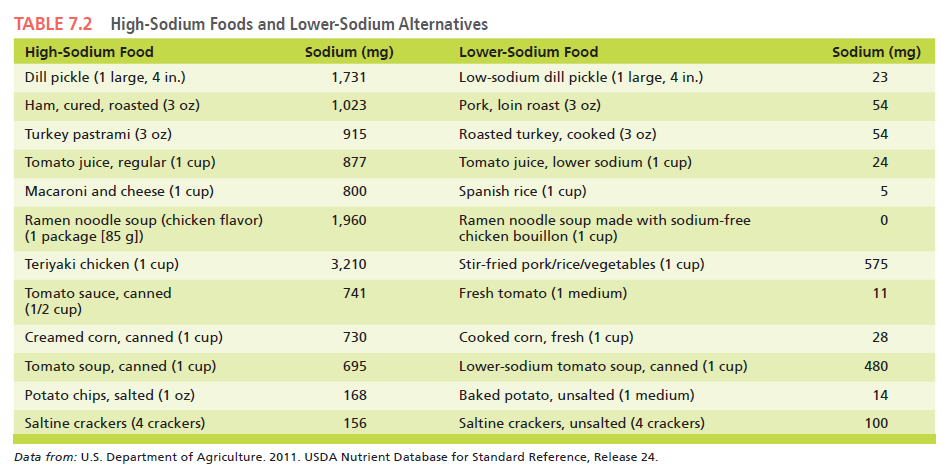 TABLE 7.2 High-Sodium Foods and Lower-Sodium Alternatives
High-Sodium Food Sodium (mg) Lower-Sodium Food Sodium (mg)
Dill pickle (1 large, 4 in.) 1,731 Low-sodium dill pickle (1 large, 4 in.) 23
Ham, cured, roasted (3 oz) 1,023 Pork, loin roast (3 oz) 54
Turkey pastrami (3 oz) 915 Roasted turkey, cooked (3 oz) 54
Tomato juice, regular (1 cup) 877 Tomato juice, lower sodium (1 cup) 24
Macaroni and cheese (1 cup) 800 Spanish rice (1 cup) 5
Ramen noodle soup (chicken flavor) 1,960 Ramen noodle soup made with sodium-free 0
(1 package [85 g]) chicken bouillon (1 cup)
Teriyaki chicken (1 cup) 3,210 Stir-fried pork/rice/vegetables (1 cup) 575
Tomato sauce, canned 741 Fresh tomato (1 medium) 11
(1/2 cup)
Creamed corn, canned (1 cup) 730 Cooked corn, fresh (1 cup) 28
Tomato soup, canned (1 cup) 695 Lower-sodium tomato soup, canned (1 cup) 480
Potato chips, salted (1 oz) 168 Baked potato, unsalted (1 medium) 14
Saltine crackers (4 crackers) 156 Saltine crackers, unsalted (4 crackers) 100
Data from: U.S. Department of Agriculture. 2011. USDA Nutrient Database for Standard Reference, Release 24.